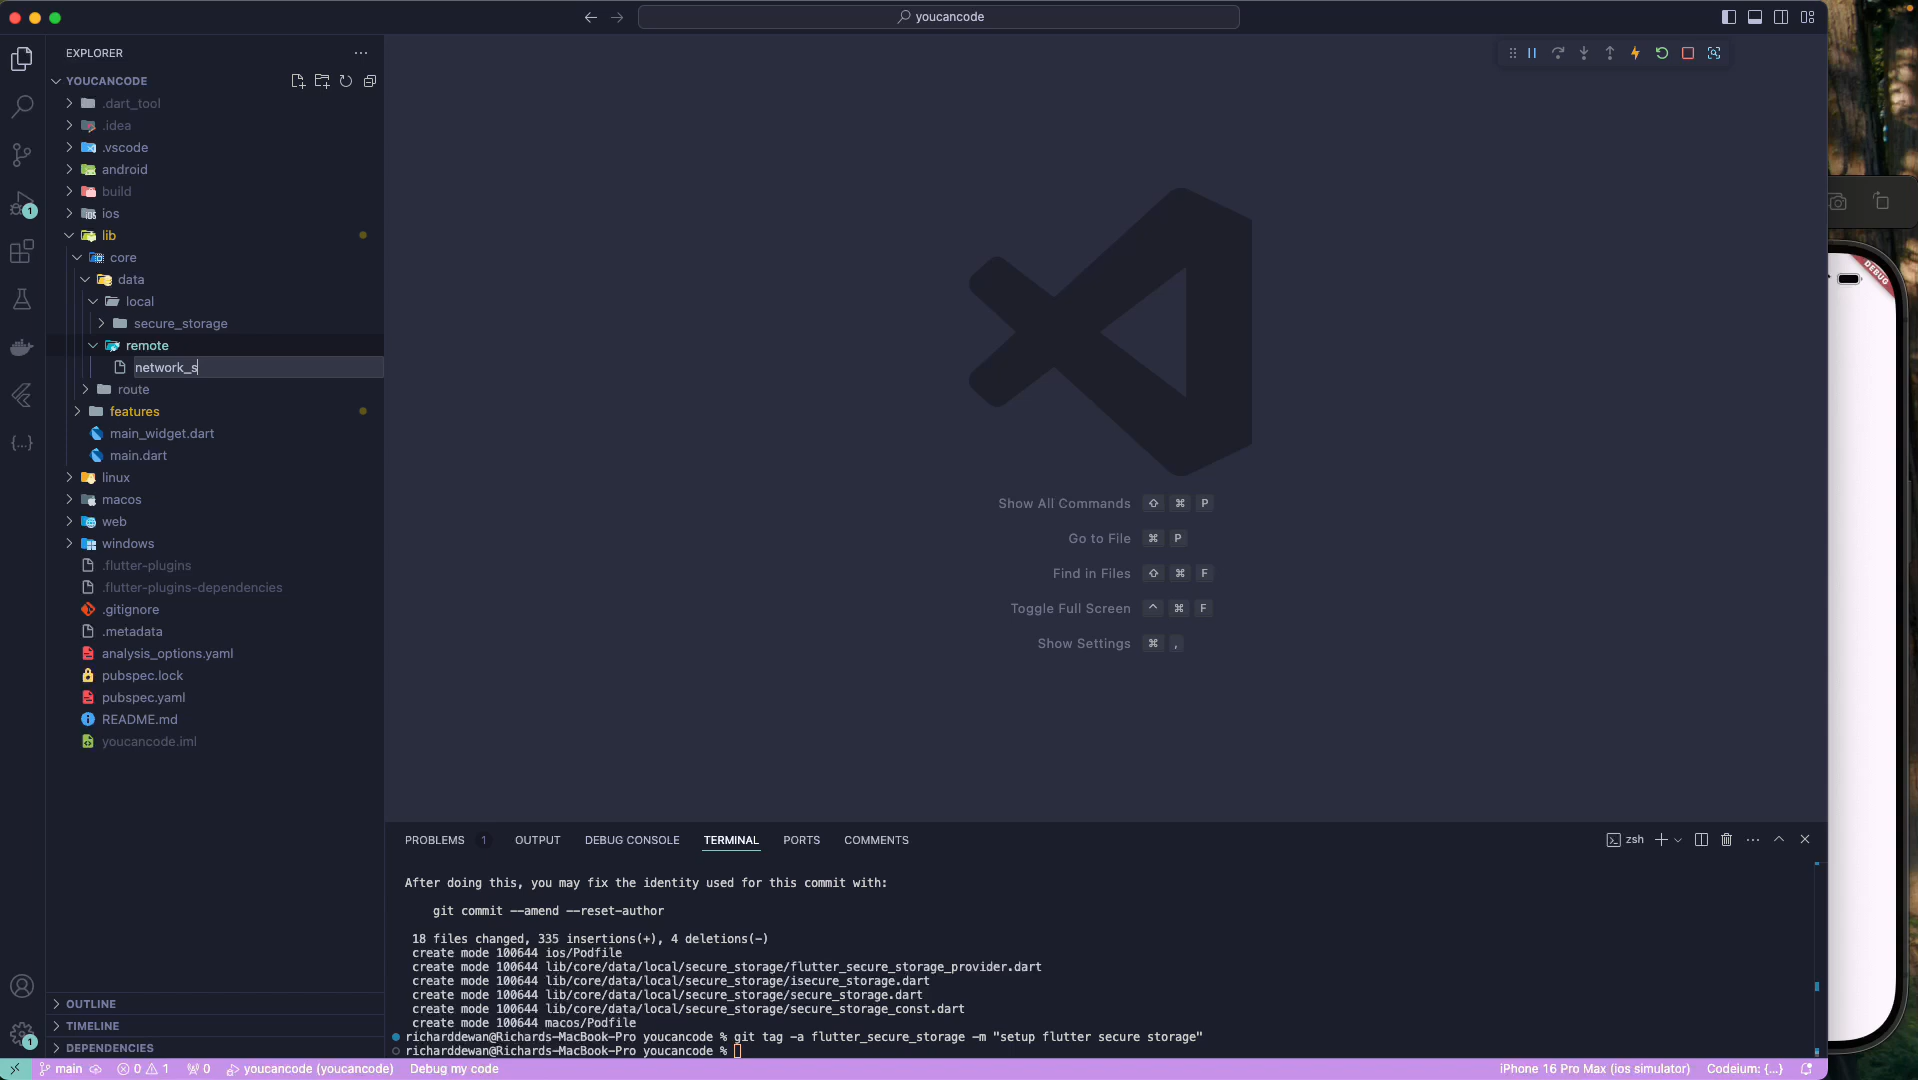 youcancode
EXPLORER
YOUCANCODE
.dart_tool
.idea
.vscode
android
build
ios
lib
core
data
local
secure_storage
remote
network_s
route
features
main_widget.dart
main.dart
linux
macos
web
windows
.flutter-plugins
.flutter-plugins-dependencies
.gitignore
.metadata
analysis_options.yaml
pubspec.lock
pubspec.yaml
README.md
youcancode.iml
OUTLINE
TIMELINE
DEPENDENCIES
1
1
Show All Commands ⇧ ⌘ P
Go to File ⌘ P
Find in Files ⇧ ⌘ F
Toggle Full Screen ^ ⌘ F
Show Settings ⌘ ,
DEBUG
PROBLEMS 1 OUTPUT DEBUG CONSOLE TERMINAL PORTS COMMENTS
zsh
After doing this, you may fix the identity used for this commit with:
git commit --amend --reset-author
18 files changed, 335 insertions(+), 4 deletions(-)
create mode 100644 ios/Podfile
create mode 100644 lib/core/data/local/secure_storage/flutter_secure_storage_provider.dart
create mode 100644 lib/core/data/local/secure_storage/isecure_storage.dart
create mode 100644 lib/core/data/local/secure_storage/secure_storage.dart
create mode 100644 lib/core/data/local/secure_storage/secure_storage_const.dart
create mode 100644 macos/Podfile
richarddewan@Richards-MacBook-Pro youcancode % git tag -a flutter_secure_storage -m "setup flutter secure storage"
richarddewan@Richards-MacBook-Pro youcancode %
main 0 1 0 youcancode (youcancode) Debug my code
iPhone 16 Pro Max (ios simulator) Codeium: {...}